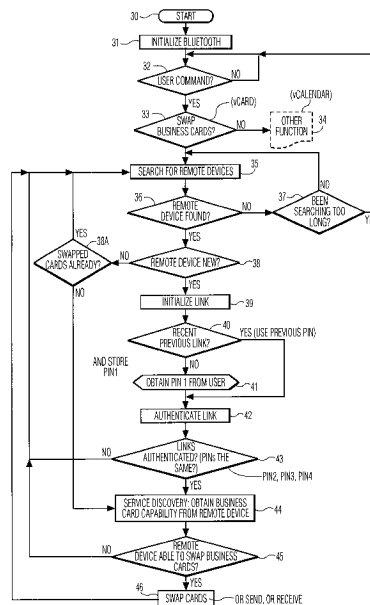 30
START
31
INITIALIZE BLUETOOTH
32
USER COMMAND?
NO
YES
(vCARD)
(vCALENDAR)
33
SWAP
BUSINESS CARDS?
NO
OTHER
FUNCTION
34
YES
SEARCH FOR REMOTE DEVICES
35
NO
36
REMOTE
DEVICE FOUND?
NO
37
BEEN
SEARCHING TOO
LONG?
YES
38A
YES
SWAPPED
CARDS ALREADY?
NO
REMOTE DEVICE NEW?
38
NO
YES
INITIALIZE LINK
39
40
RECENT
PREVIOUS LINK?
YES (USE PREVIOUS PIN)
AND STORE
PIN1
NO
OBTAIN PIN 1 FROM USER
41
AUTHENTICATE LINK
42
NO
LINKS
AUTHENTICATED? (PINs THE
SAME?)
43
PIN2, PIN3, PIN4
YES
SERVICE DISCOVERY: OBTAIN BUSINESS
CARD CAPABILITY FROM REMOTE DEVICE
44
NO
REMOTE
DEVICE ABLE TO SWAP BUSINESS
CARDS?
45
YES
46
SWAP CARDS
OR SEND, OR RECEIVE